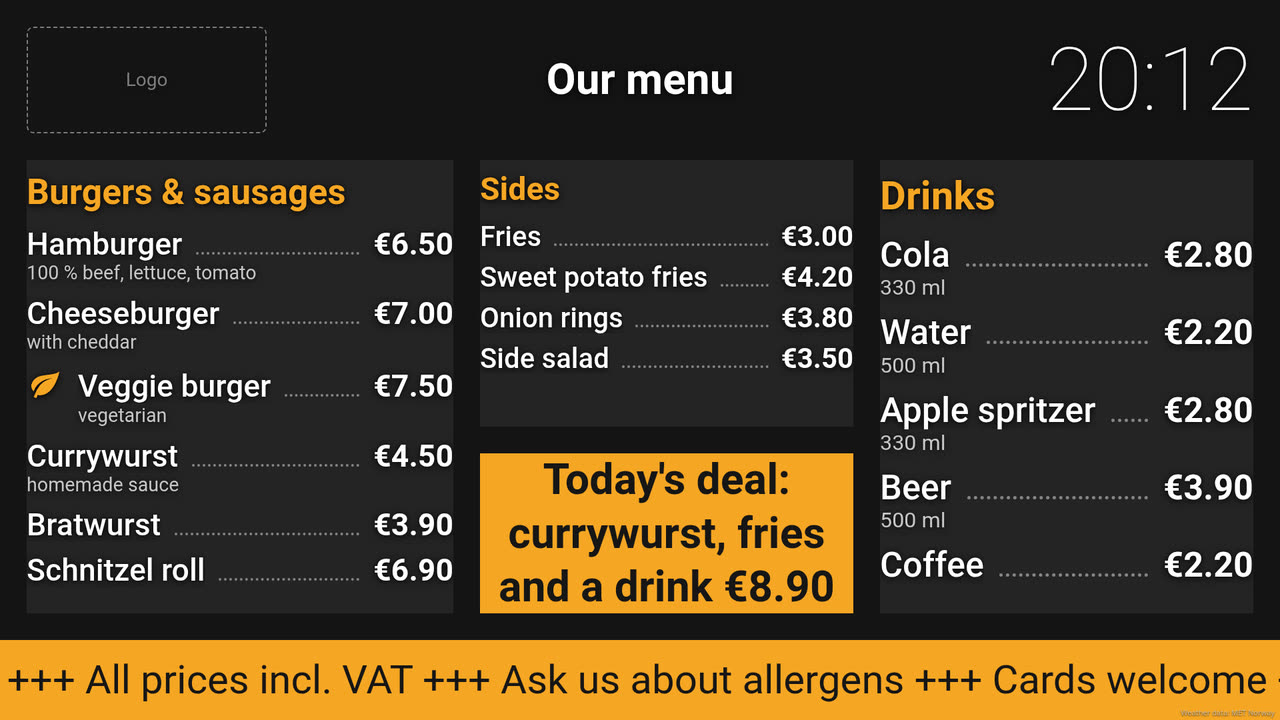 Logo
Our menu
20:12
Burgers & sausages
Hamburger €6.50
100 % beef, lettuce, tomato
Cheeseburger €7.00
with cheddar
Veggie burger €7.50
vegetarian
Currywurst €4.50
homemade sauce
Bratwurst €3.90
Schnitzel roll €6.90
Sides
Fries €3.00
Sweet potato fries €4.20
Onion rings €3.80
Side salad €3.50
Today's deal:
currywurst, fries
and a drink €8.90
Drinks
Cola €2.80
330 ml
Water €2.20
500 ml
Apple spritzer €2.80
330 ml
Beer €3.90
500 ml
Coffee €2.20
+++ All prices incl. VAT +++ Ask us about allergens +++ Cards welcome
Weather data: MET Norway